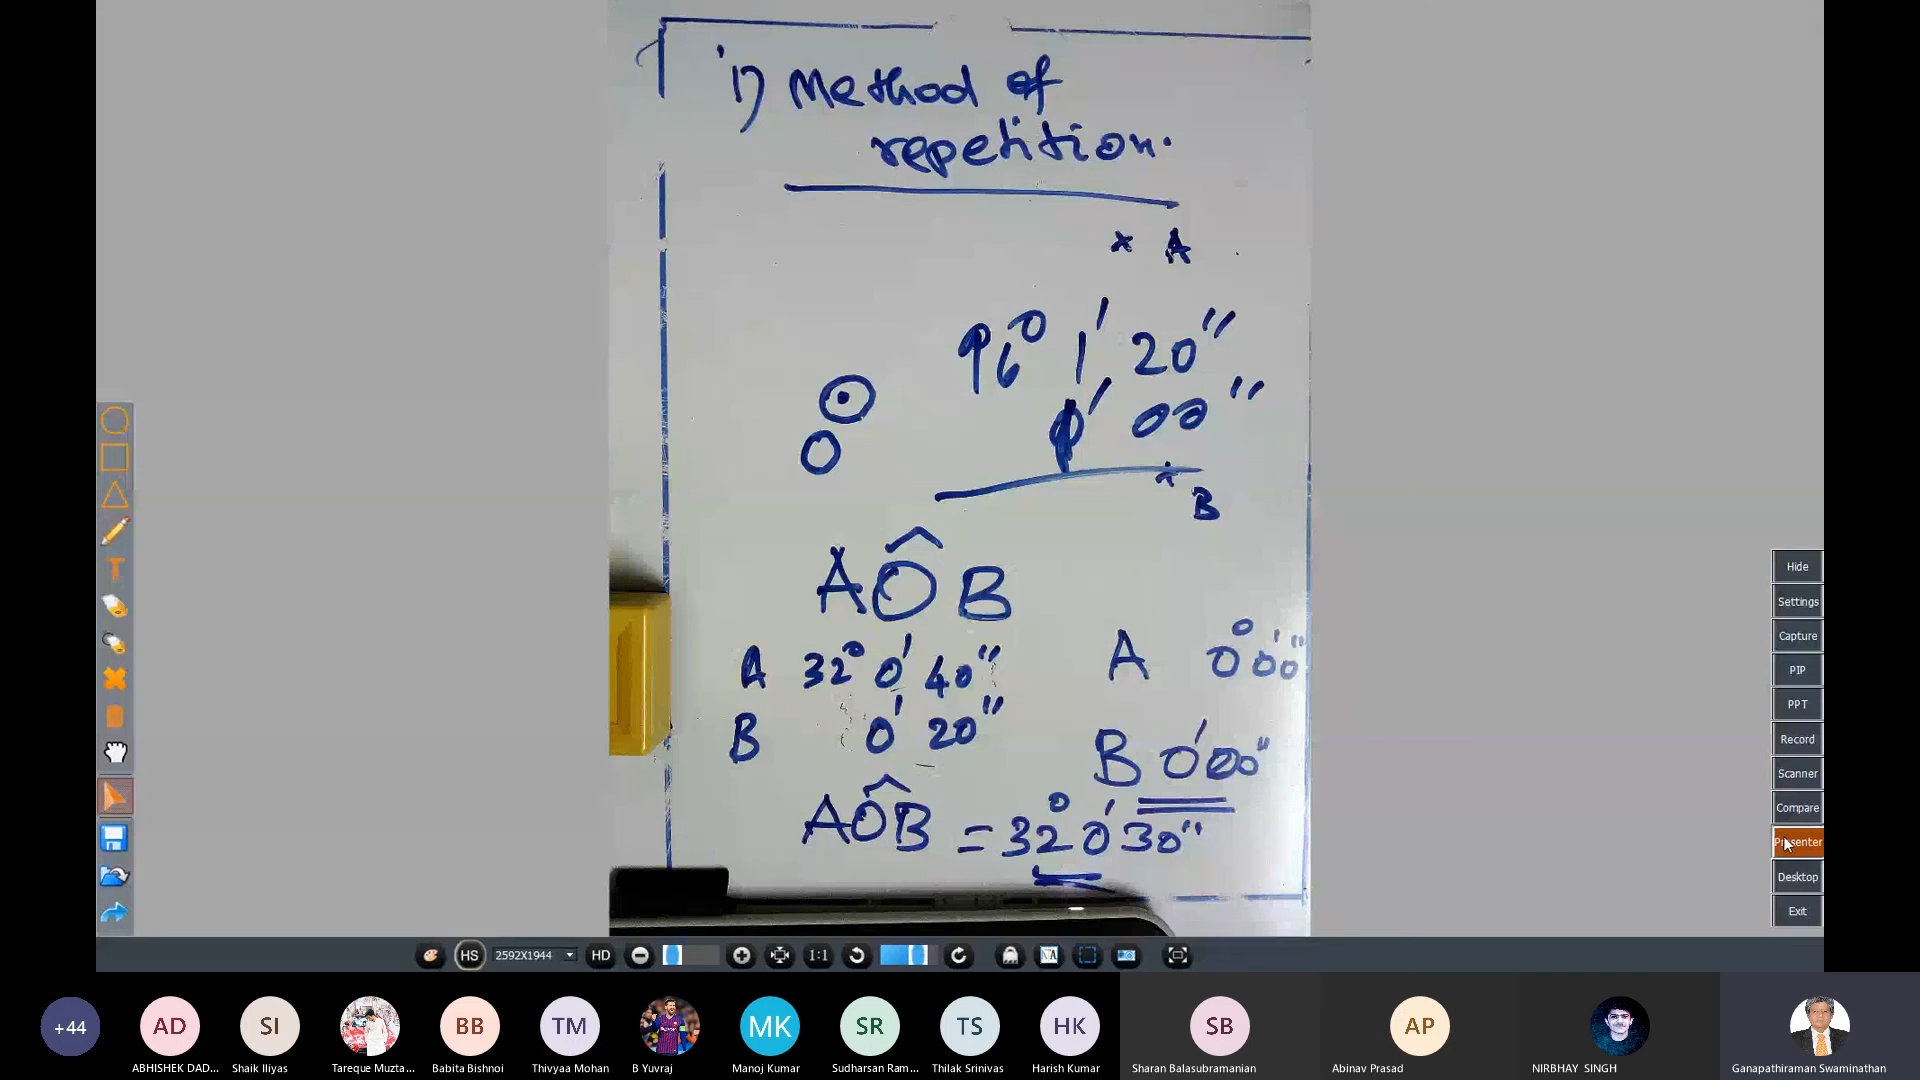 1) Method of
repetition.
x A
96° 1' 20"
0' 00"
O
x B
AÔB
A 32° 0' 40"
A 0° 0' 0"
B 0' 20"
B 0' 00"
AÔB = 32° 0' 30"
T
Hide
Settings
Capture
PIP
PPT
Record
Scanner
Compare
Desktop
Exit
HS 2592X1944 HD 1:1
+44 AD SI BB TM MK SR TS HK SB AP
ABHISHEK DAD... Shaik Iliyas Tareque Muzta... Babita Bishnoi Thivyaa Mohan B Yuvraj Manoj Kumar Sudharsan Ram... Thilak Srinivas Harish Kumar Sharan Balasubramanian Abinav Prasad NIRBHAY SINGH Ganapathiraman Swaminathan